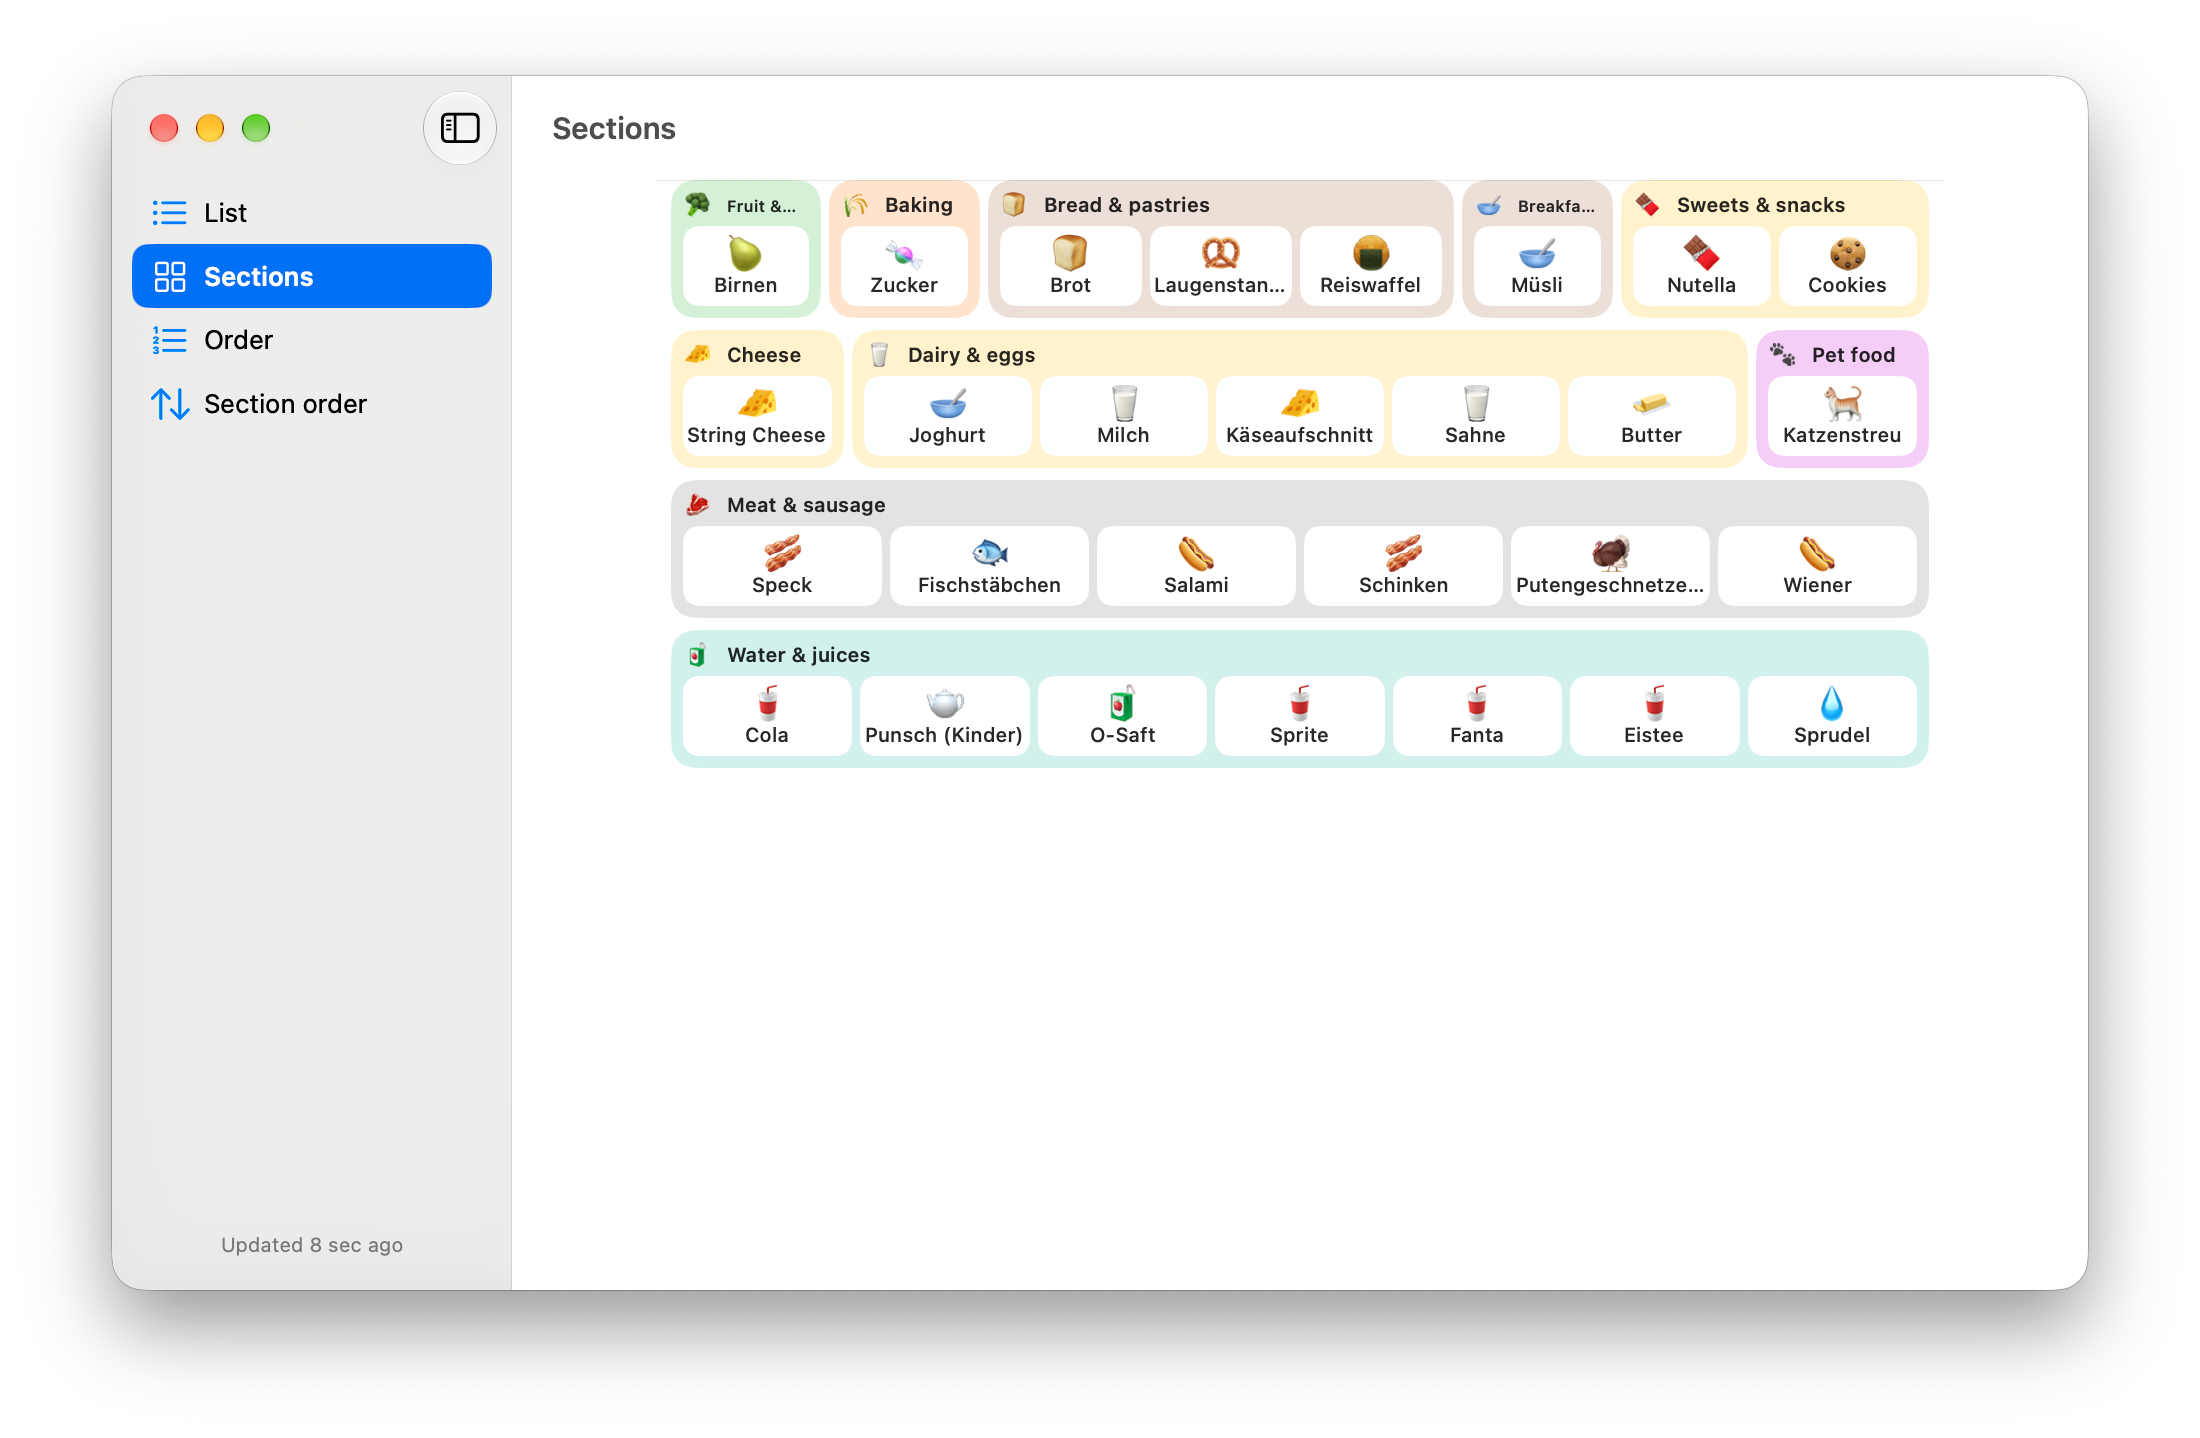 Sections
List
Sections
Order
Section order
Updated 8 sec ago
Fruit &...
Birnen
Baking
Zucker
Bread & pastries
Brot
Laugenstan...
Reiswaffel
Breakfa...
Müsli
Sweets & snacks
Nutella
Cookies
Cheese
String Cheese
Dairy & eggs
Joghurt
Milch
Käseaufschnitt
Sahne
Butter
Pet food
Katzenstreu
Meat & sausage
Speck
Fischstäbchen
Salami
Schinken
Putengeschnetze...
Wiener
Water & juices
Cola
Punsch (Kinder)
O-Saft
Sprite
Fanta
Eistee
Sprudel